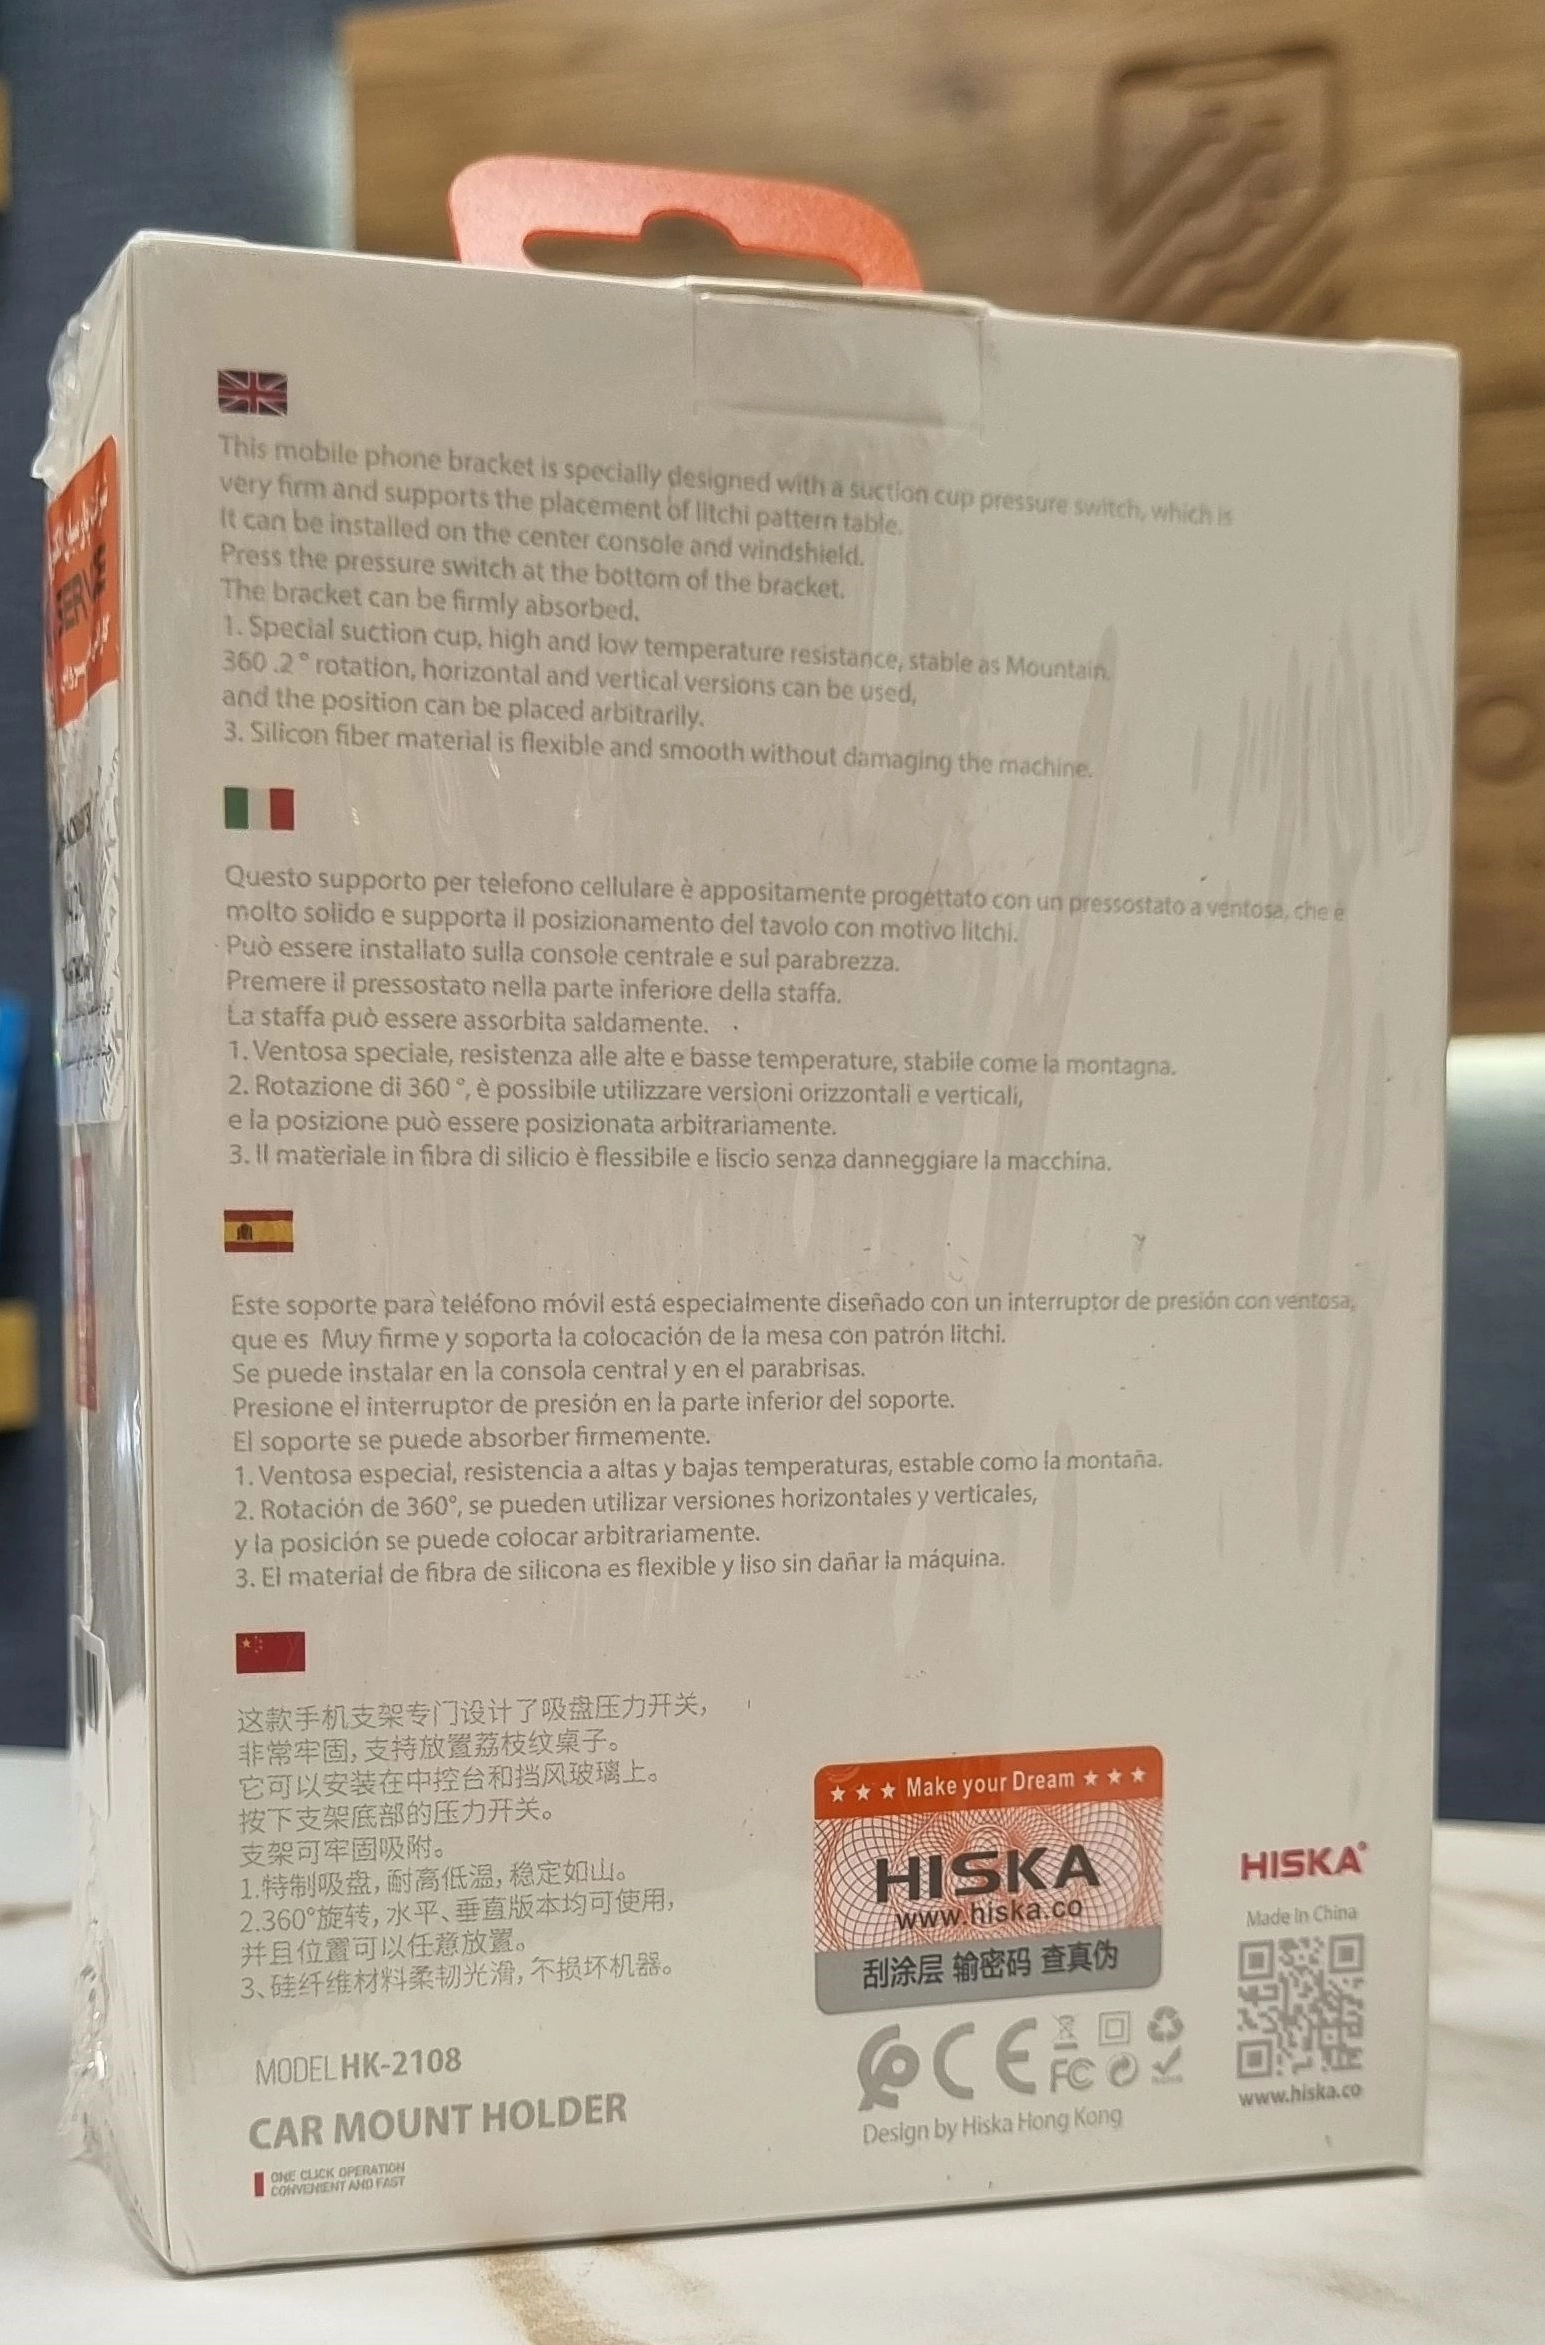 This mobile phone bracket is specially designed with a suction cup pressure switch, which is
very firm and supports the placement of litchi pattern table.
It can be installed on the center console and windshield.
Press the pressure switch at the bottom of the bracket.
The bracket can be firmly absorbed.
1. Special suction cup, high and low temperature resistance, stable as Mountain.
360 .2 ° rotation, horizontal and vertical versions can be used,
and the position can be placed arbitrarily.
3. Silicon fiber material is flexible and smooth without damaging the machine.
Questo supporto per telefono cellulare è appositamente progettato con un pressostato a ventosa, che è
molto solido e supporta il posizionamento del tavolo con motivo litchi.
Può essere installato sulla console centrale e sul parabrezza.
Premere il pressostato nella parte inferiore della staffa.
La staffa può essere assorbita saldamente.
1. Ventosa speciale, resistenza alle alte e basse temperature, stabile come la montagna.
2. Rotazione di 360 °, è possibile utilizzare versioni orizzontali e verticali,
e la posizione può essere posizionata arbitrariamente.
3. Il materiale in fibra di silicio è flessibile e liscio senza danneggiare la macchina.
Este soporte para teléfono móvil está especialmente diseñado con un interruptor de presión con ventosa,
que es Muy firme y soporta la colocación de la mesa con patrón litchi.
Se puede instalar en la consola central y en el parabrisas.
Presione el interruptor de presión en la parte inferior del soporte.
El soporte se puede absorber firmemente.
1. Ventosa especial, resistencia a altas y bajas temperaturas, estable como la montaña.
2. Rotación de 360°, se pueden utilizar versiones horizontales y verticales,
y la posición se puede colocar arbitrariamente.
3. El material de fibra de silicona es flexible y liso sin dañar la máquina.
这款手机支架专门设计了吸盘压力开关,
非常牢固,支持放置荔枝纹桌子。
它可以安装在中控台和挡风玻璃上。
按下支架底部的压力开关。
支架可牢固吸附。
1.特制吸盘,耐高低温,稳定如山。
2.360°旋转,水平、垂直版本均可使用,
并且位置可以任意放置。
3、硅纤维材料柔韧光滑,不损坏机器。
MODEL HK-2108
CAR MOUNT HOLDER
ONE CLICK OPERATION
CONVENIENT AND FAST
Make your Dream
HISKA
www.hiska.co
刮涂层 输密码 查真伪
CE
FC
Design by Hiska Hong Kong
HISKA®
Made In China
www.hiska.co